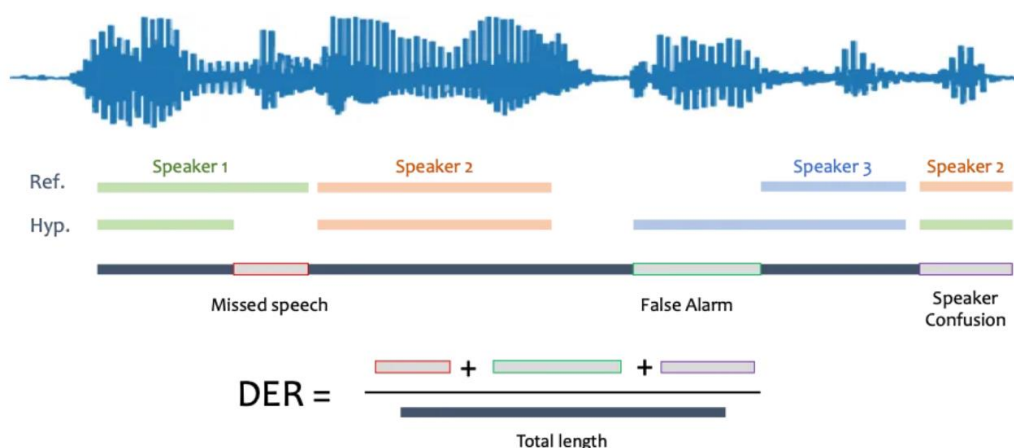 Speaker 1 Speaker 2 Speaker 3 Speaker 2
Ref.
Hyp.
Missed speech False Alarm Speaker
Confusion
+ +
DER =
Total length